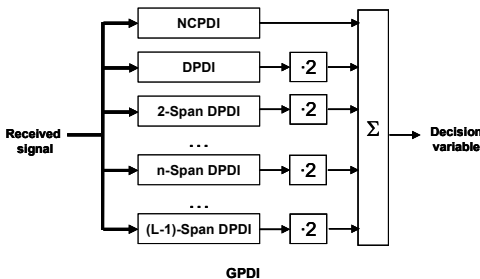 NCPDI
DPDI
·2
2-Span DPDI
·2
Received
signal
Σ
Decision
variable
...
n-Span DPDI
·2
...
(L-1)-Span DPDI
·2
GPDI